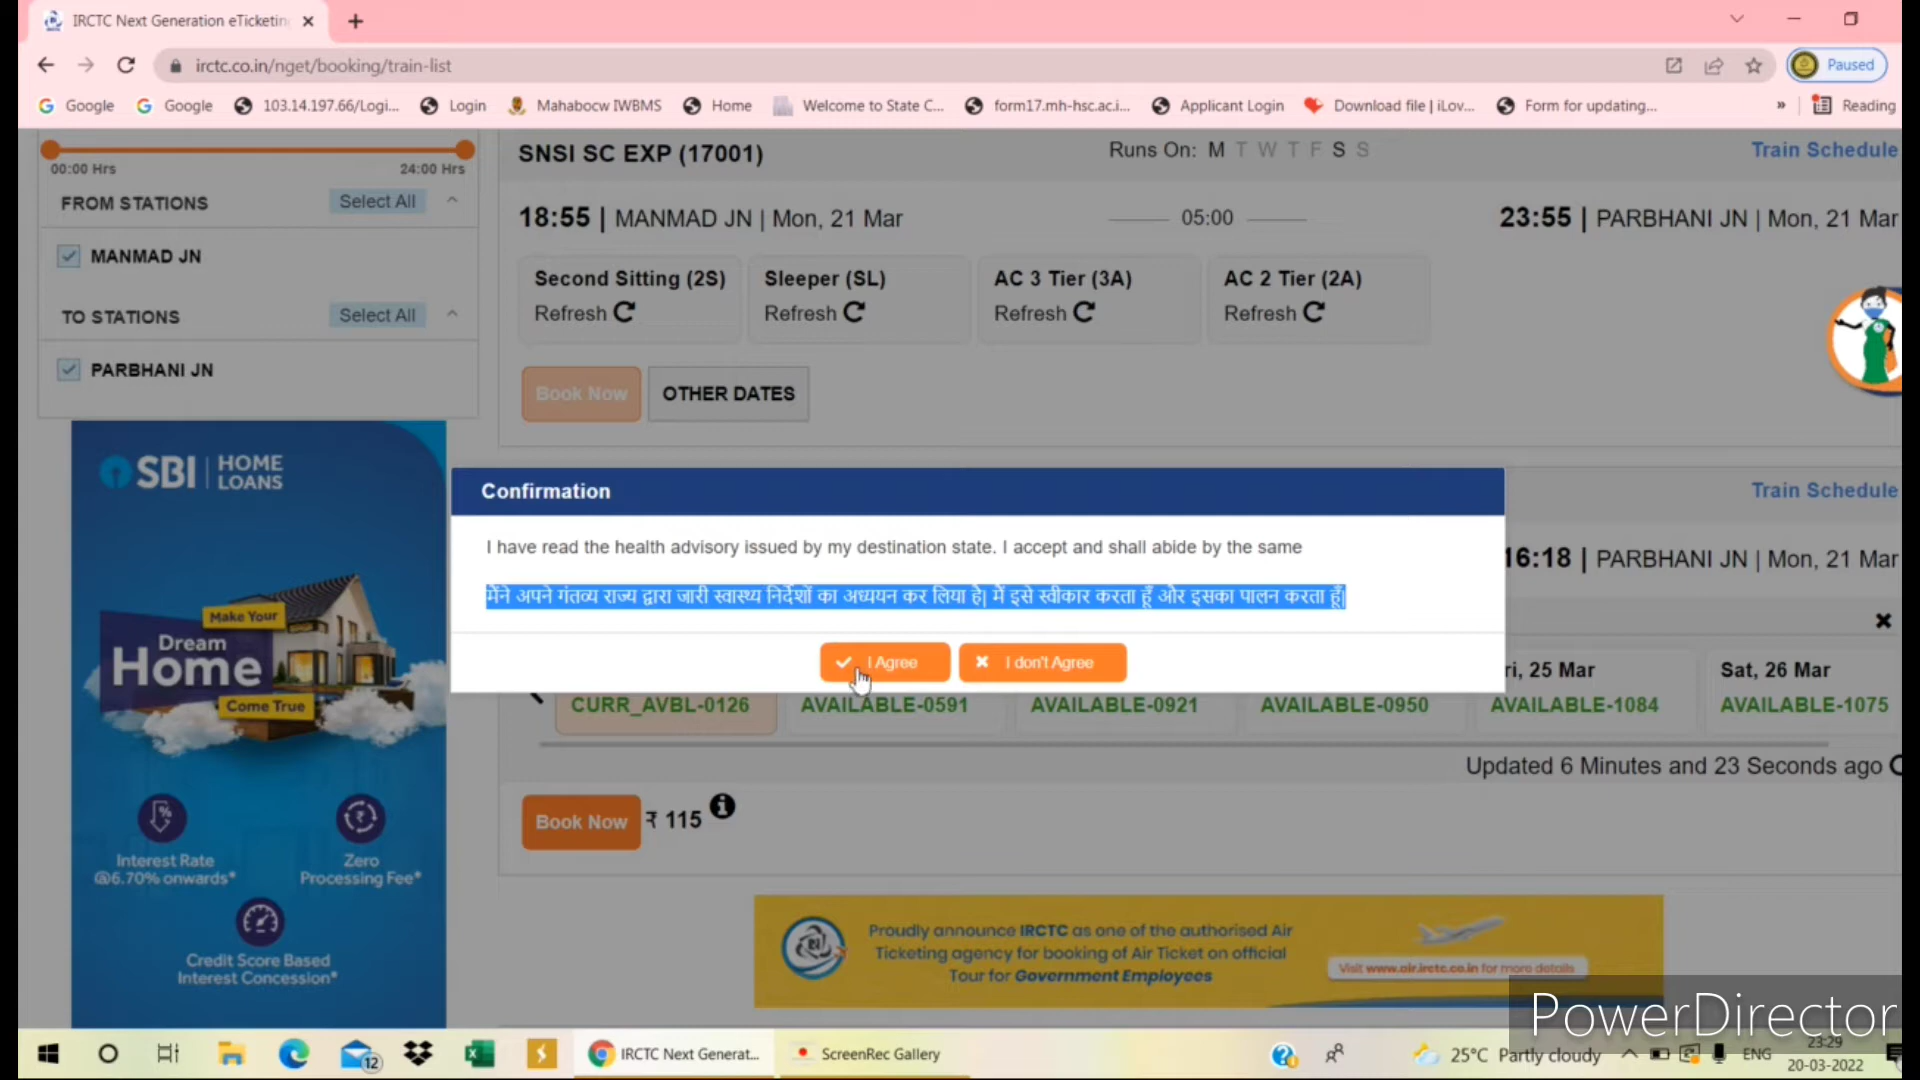 IRCTC Next Generation eTicketing
irctc.co.in/nget/booking/train-list
Paused
Google
Google
103.14.197.66/Logi...
Login
Mahabocw IWBMS
Home
Welcome to State C...
form17.mh-hsc.ac.i...
Applicant Login
Download file | iLov...
Form for updating...
»
Reading
00:00 Hrs
24:00 Hrs
FROM STATIONS
Select All
MANMAD JN
TO STATIONS
Select All
PARBHANI JN
SNSI SC EXP (17001)
Runs On: M T W T F S S
Train Schedule
18:55 | MANMAD JN | Mon, 21 Mar
05:00
23:55 | PARBHANI JN | Mon, 21 Mar
Second Sitting (2S)
Refresh
Sleeper (SL)
Refresh
AC 3 Tier (3A)
Refresh
AC 2 Tier (2A)
Refresh
Book Now
OTHER DATES
SBI HOME LOANS
Make Your
Dream
Home
Come True
Interest Rate
@6.70% onwards*
Zero
Processing Fee*
Credit Score Based
Interest Concession*
Confirmation
I have read the health advisory issued by my destination state. I accept and shall abide by the same
मैंने अपने गंतव्य राज्य द्वारा जारी स्वास्थ्य निर्देशों का अध्ययन कर लिया है| में इसे स्वीकार करता हूँ और इसका पालन करता हूँ|
I Agree
I don't Agree
Train Schedule
16:18 | PARBHANI JN | Mon, 21 Mar
ri, 25 Mar
Sat, 26 Mar
CURR_AVBL-0126
AVAILABLE-0591
AVAILABLE-0921
AVAILABLE-0950
AVAILABLE-1084
AVAILABLE-1075
Updated 6 Minutes and 23 Seconds ago
Book Now
₹ 115
Proudly announce IRCTC as one of the authorised Air
Ticketing agency for booking of Air Ticket on official
Tour for Government Employees
Visit www.air.irctc.co.in for more details
PowerDirector
12
IRCTC Next Generat...
ScreenRec Gallery
25°C Partly cloudy
ENG
23:29
20-03-2022